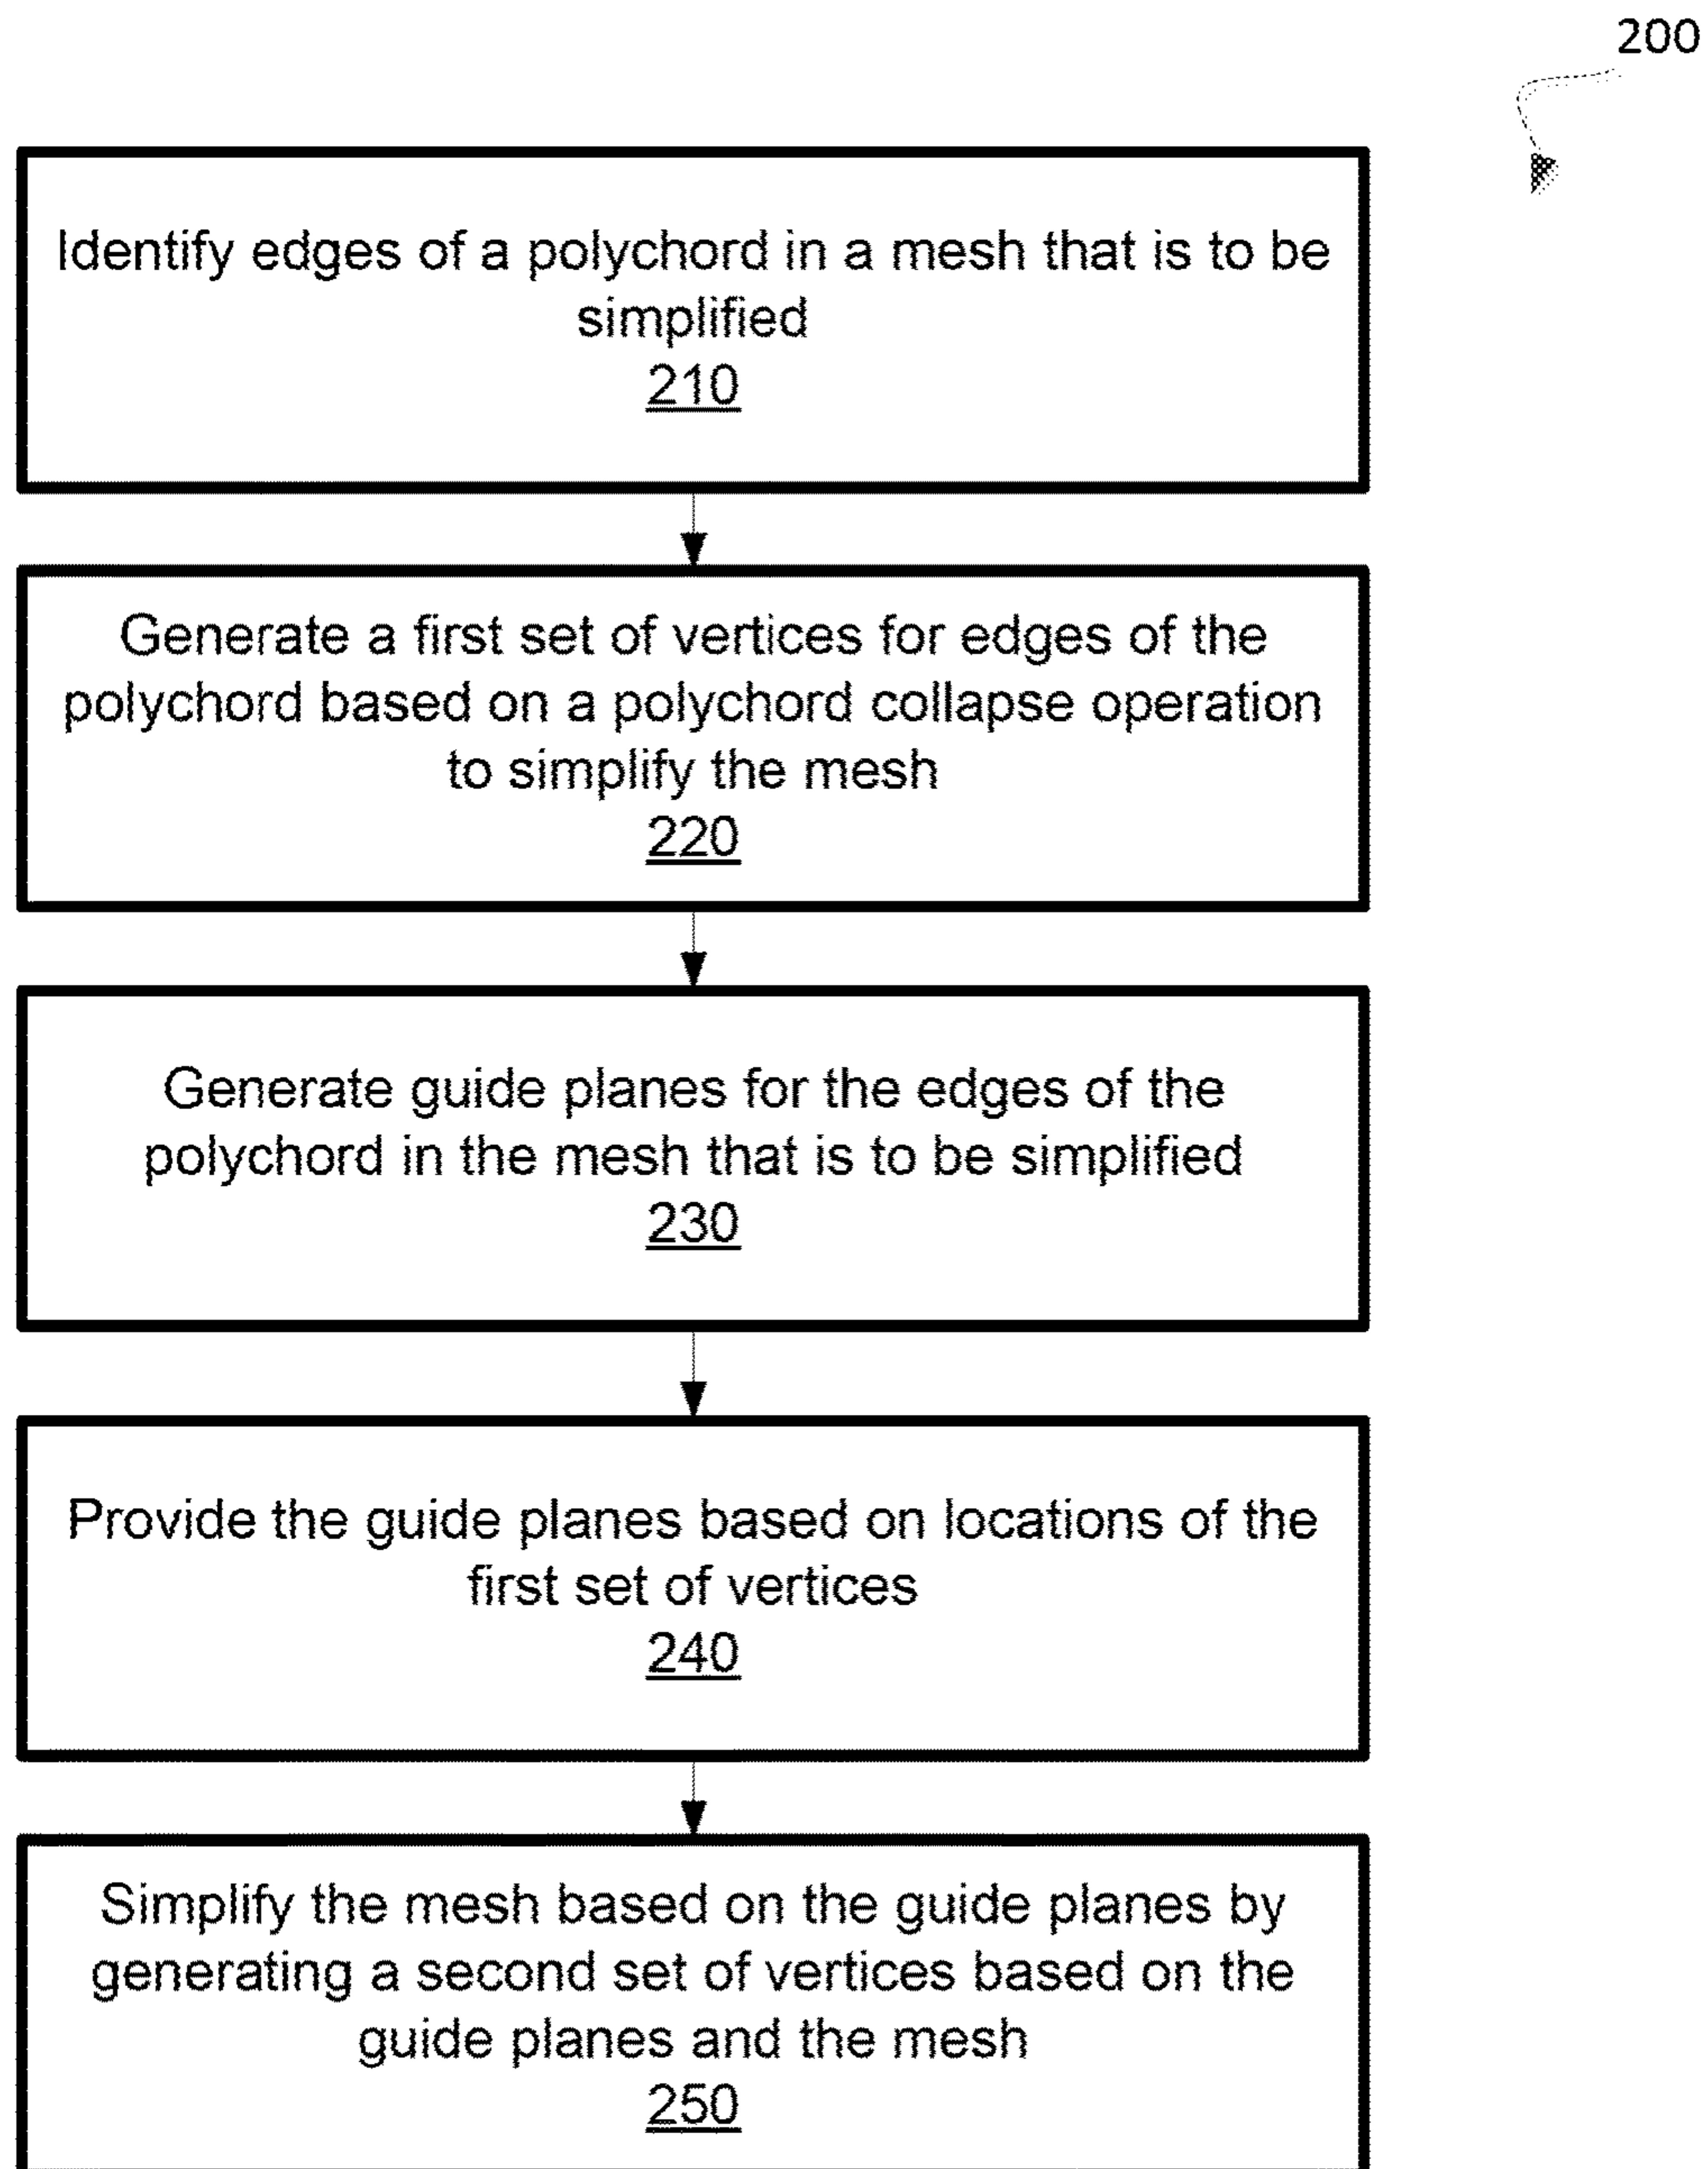 200
Identify edges of a polychord in a mesh that is to be
simplified
210
Generate a first set of vertices for edges of the
polychord based on a polychord collapse operation
to simplify the mesh
220
Generate guide planes for the edges of the
polychord in the mesh that is to be simplified
230
Provide the guide planes based on locations of the
first set of vertices
240
Simplify the mesh based on the guide planes by
generating a second set of vertices based on the
guide planes and the mesh
250